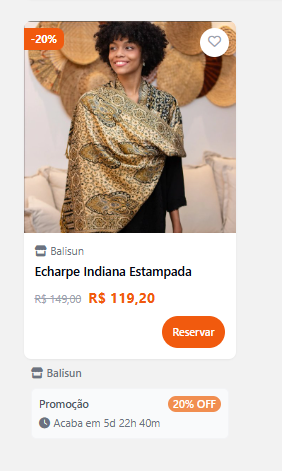 -20%
Balisun
Echarpe Indiana Estampada
R$ 149,00 R$ 119,20
Reservar
Balisun
Promoção 20% OFF
Acaba em 5d 22h 40m